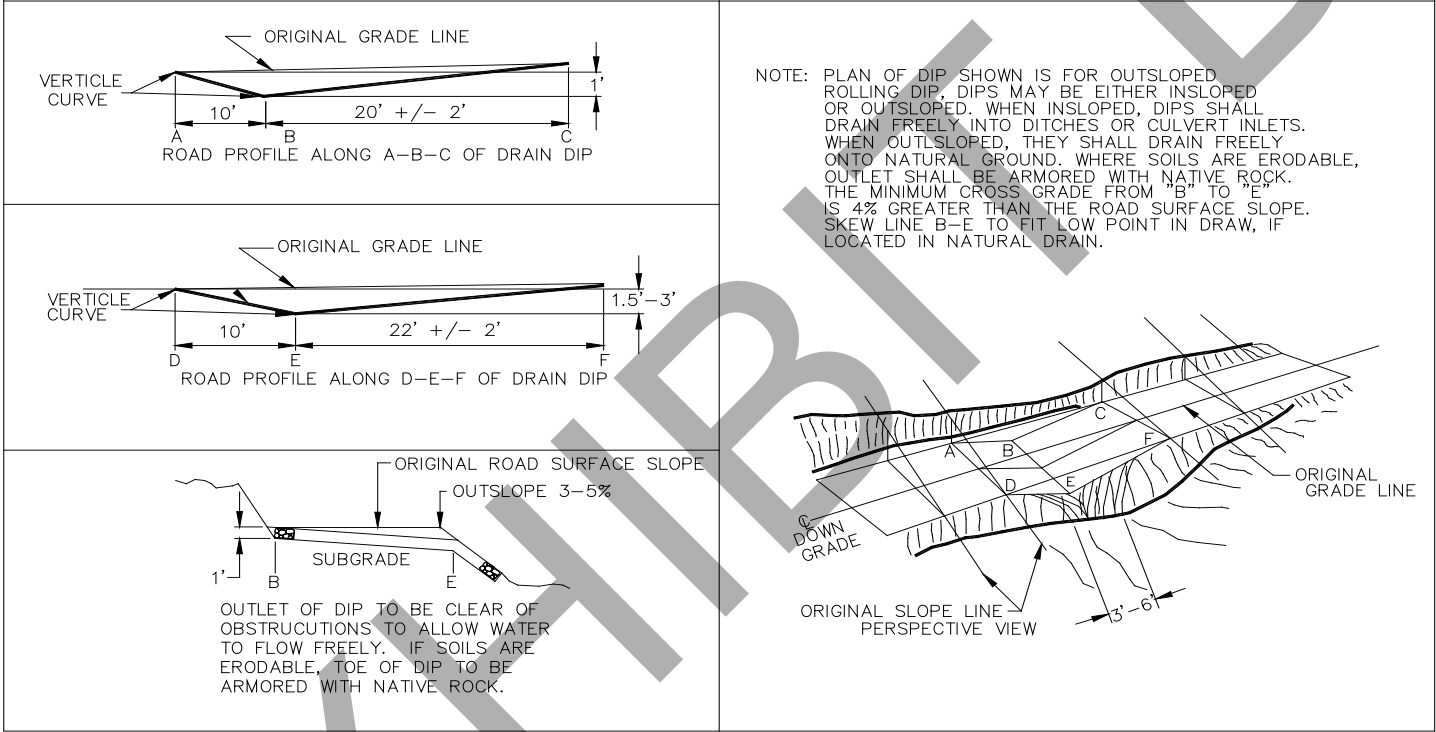 ORIGINAL GRADE LINE
VERTICLE
CURVE
1'
10'
20' +/- 2'
A
B
C
ROAD PROFILE ALONG A-B-C OF DRAIN DIP
ORIGINAL GRADE LINE
VERTICLE
CURVE
1.5'-3'
10'
22' +/- 2'
D
E
F
ROAD PROFILE ALONG D-E-F OF DRAIN DIP
ORIGINAL ROAD SURFACE SLOPE
OUTSLOPE 3-5%
SUBGRADE
1'
B
E
OUTLET OF DIP TO BE CLEAR OF
OBSTRUCUTIONS TO ALLOW WATER
TO FLOW FREELY. IF SOILS ARE
ERODABLE, TOE OF DIP TO BE
ARMORED WITH NATIVE ROCK.
NOTE: PLAN OF DIP SHOWN IS FOR OUTSLOPED
ROLLING DIP, DIPS MAY BE EITHER INSLOPED
OR OUTSLOPED. WHEN INSLOPED, DIPS SHALL
DRAIN FREELY INTO DITCHES OR CULVERT INLETS.
WHEN OUTLSLOPED, THEY SHALL DRAIN FREELY
ONTO NATURAL GROUND. WHERE SOILS ARE ERODABLE,
OUTLET SHALL BE ARMORED WITH NATIVE ROCK.
THE MINIMUM CROSS GRADE FROM "B" TO "E"
IS 4% GREATER THAN THE ROAD SURFACE SLOPE.
SKEW LINE B-E TO FIT LOW POINT IN DRAW, IF
LOCATED IN NATURAL DRAIN.
C
A
B
F
D
E
ORIGINAL
GRADE LINE
℄
DOWN
GRADE
ORIGINAL SLOPE LINE
PERSPECTIVE VIEW
3'-6'
EXHIBIT D